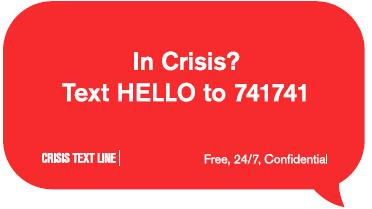 In Crisis?
Text HELLO to 741741
CRISIS TEXT LINE|
Free, 24/7, Confidential